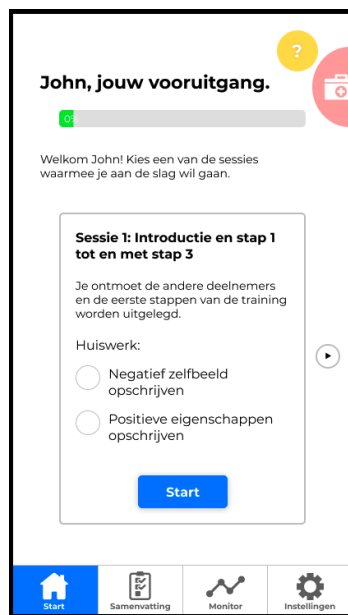 ?
John, jouw vooruitgang.
0%
Welkom John! Kies een van de sessies
waarmee je aan de slag wil gaan.
Sessie 1: Introductie en stap 1
tot en met stap 3
Je ontmoet de andere deelnemers
en de eerste stappen van de training
worden uitgelegd.
Huiswerk:
Negatief zelfbeeld
opschrijven
Positieve eigenschappen
opschrijven
Start
Start
Samenvatting
Monitor
Instellingen